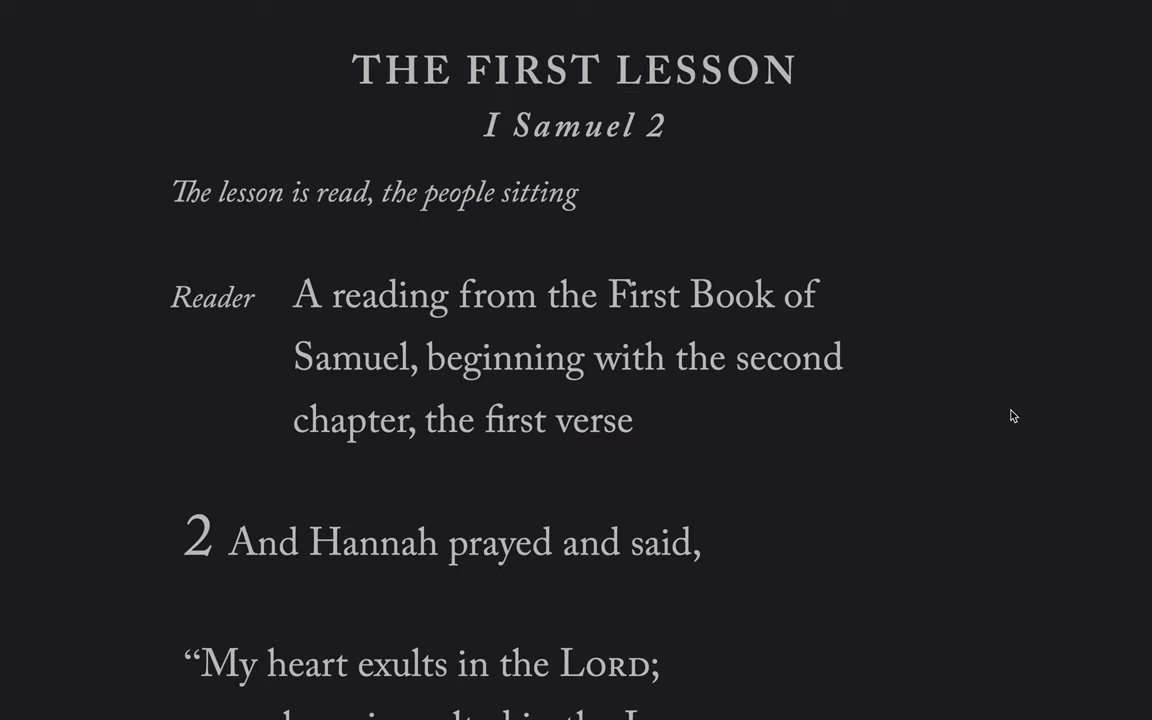 THE FIRST LESSON
I Samuel 2
The lesson is read, the people sitting
Reader A reading from the First Book of
Samuel, beginning with the second
chapter, the first verse
2 And Hannah prayed and said,
“My heart exults in the LORD;